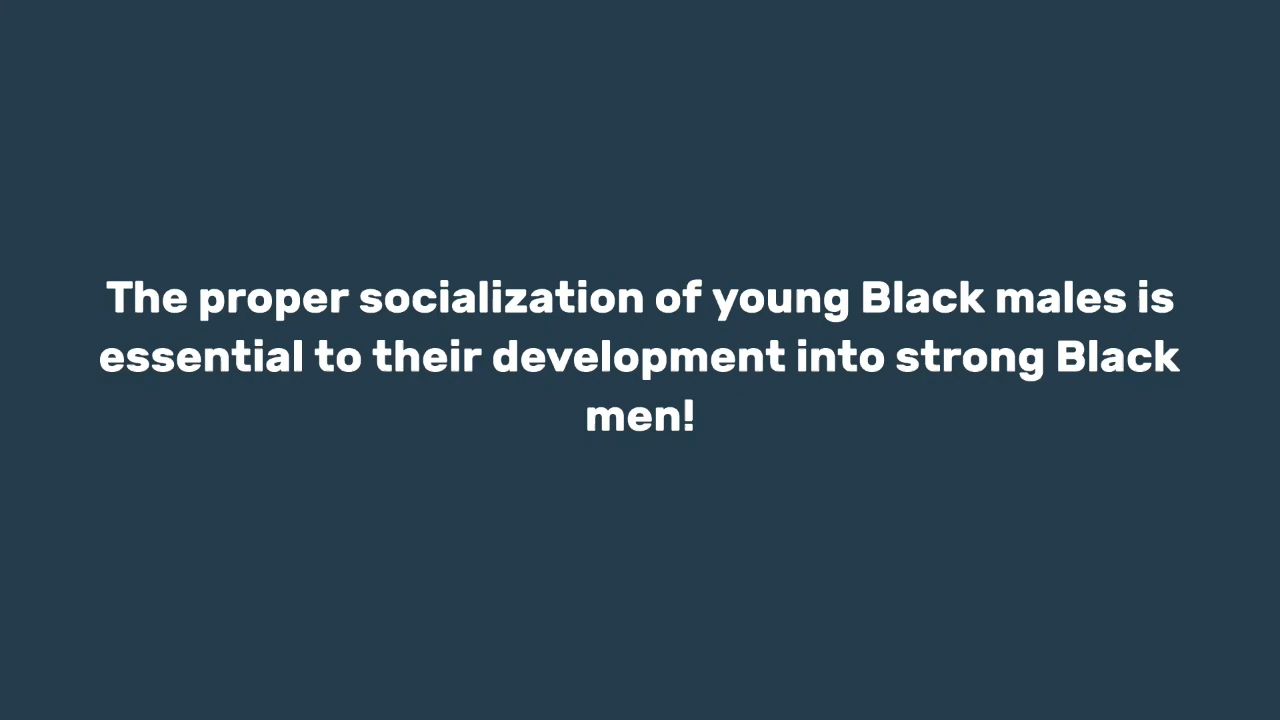 The proper socialization of young Black males is
essential to their development into strong Black
men!